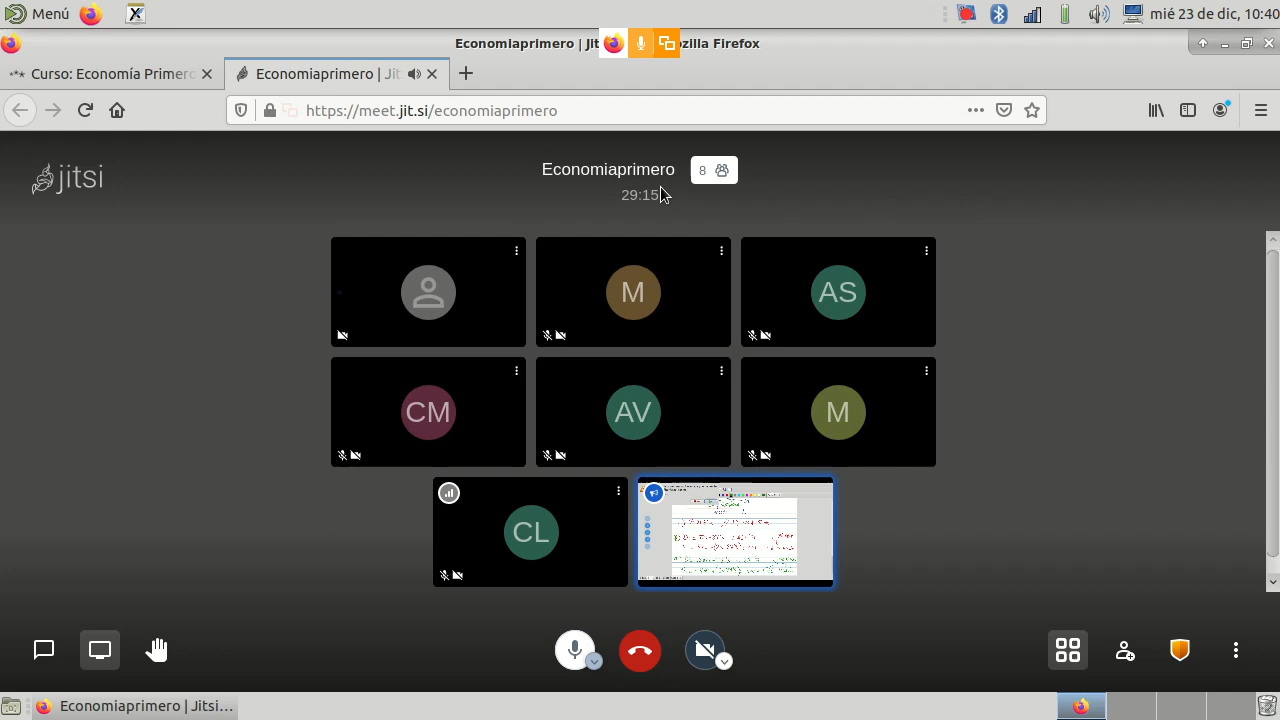 Menú
mié 23 de dic, 10:40
Economiaprimero | Jit
zilla Firefox
Curso: Economía Primero
Economiaprimero | Jit
https://meet.jit.si/economiaprimero
jitsi
Economiaprimero
8
29:15
M
AS
CM
AV
M
CL
Economiaprimero | Jitsi…